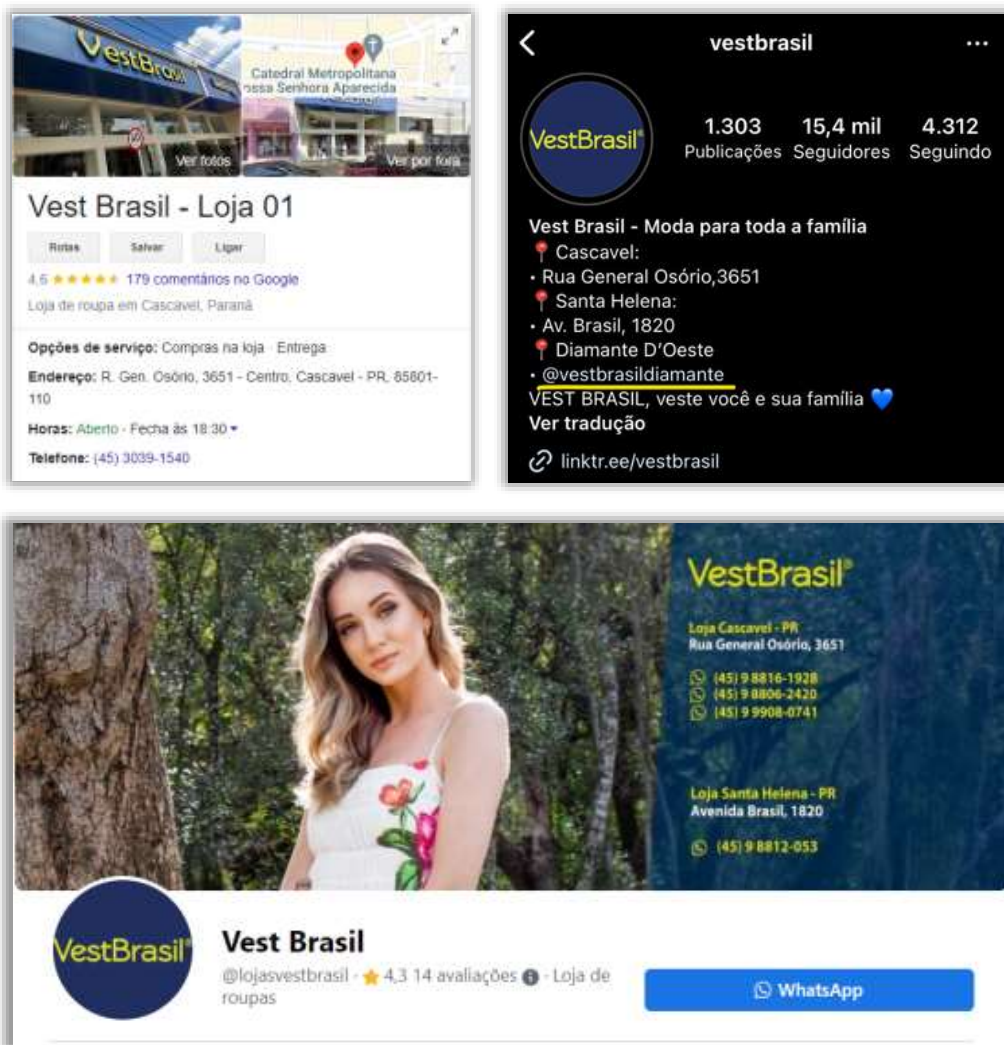 VestBrasil
Catedral Metropolitana
ossa Senhora Aparecida
Ver fotos
Ver por fora
Vest Brasil - Loja 01
Rotas Salvar Ligar
4,6 ★★★★★ 179 comentários no Google
Loja de roupa em Cascavel, Paraná
Opções de serviço: Compras na loja · Entrega
Endereço: R. Gen. Osório, 3651 - Centro, Cascavel - PR, 85801-
110
Horas: Aberto · Fecha às 18:30
Telefone: (45) 3039-1540
vestbrasil
VestBrasil
1.303 15,4 mil 4.312
Publicações Seguidores Seguindo
Vest Brasil - Moda para toda a família
📍 Cascavel:
• Rua General Osório,3651
📍 Santa Helena:
• Av. Brasil, 1820
📍 Diamante D'Oeste
• @vestbrasildiamante
VEST BRASIL, veste você e sua família 💙
Ver tradução
linktr.ee/vestbrasil
VestBrasil®
Loja Cascavel - PR
Rua General Osório, 3651
(45) 9 8816-1928
(45) 9 8806-2420
(45) 9 9908-0741
Loja Santa Helena - PR
Avenida Brasil, 1820
(45) 9 8812-053
VestBrasil®
Vest Brasil
@lojasvestbrasil · ⭐ 4,3 14 avaliações · Loja de
roupas
WhatsApp